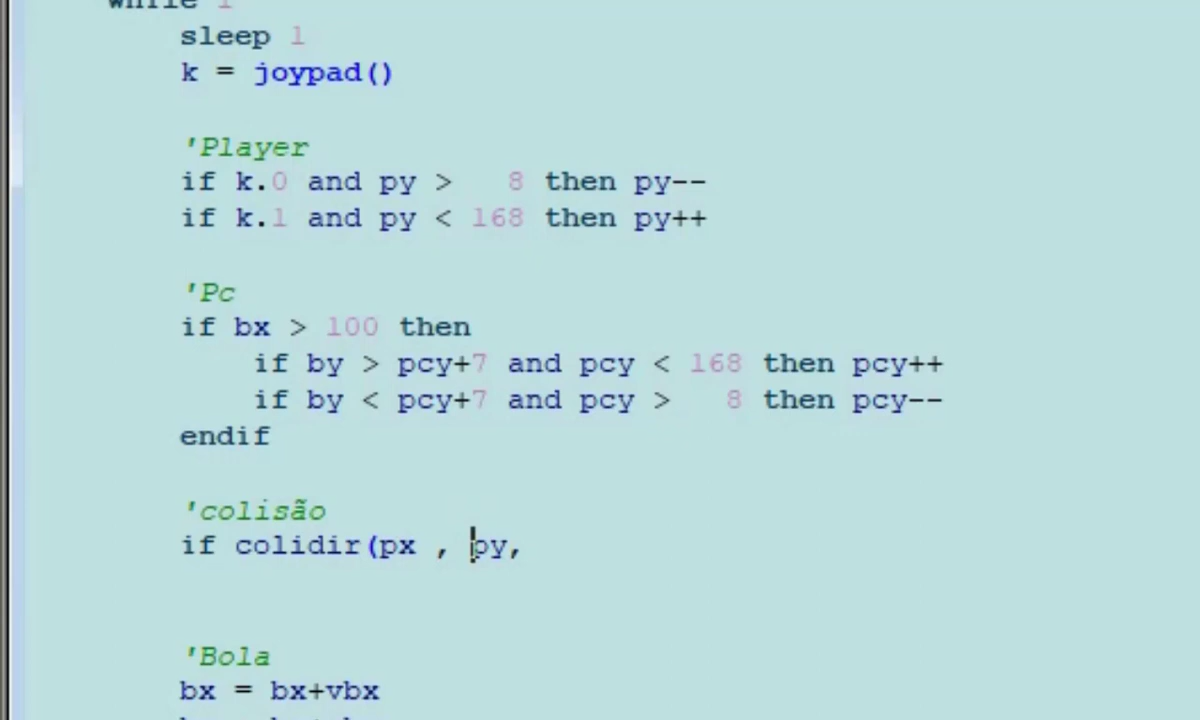 while 1
sleep 1
k = joypad()
'Player
if k.0 and py >   8 then py--
if k.1 and py < 168 then py++
'Pc
if bx > 100 then
if by > pcy+7 and pcy < 168 then pcy++
if by < pcy+7 and pcy >   8 then pcy--
endif
'colisão
if colidir(px , py,
'Bola
bx = bx+vbx